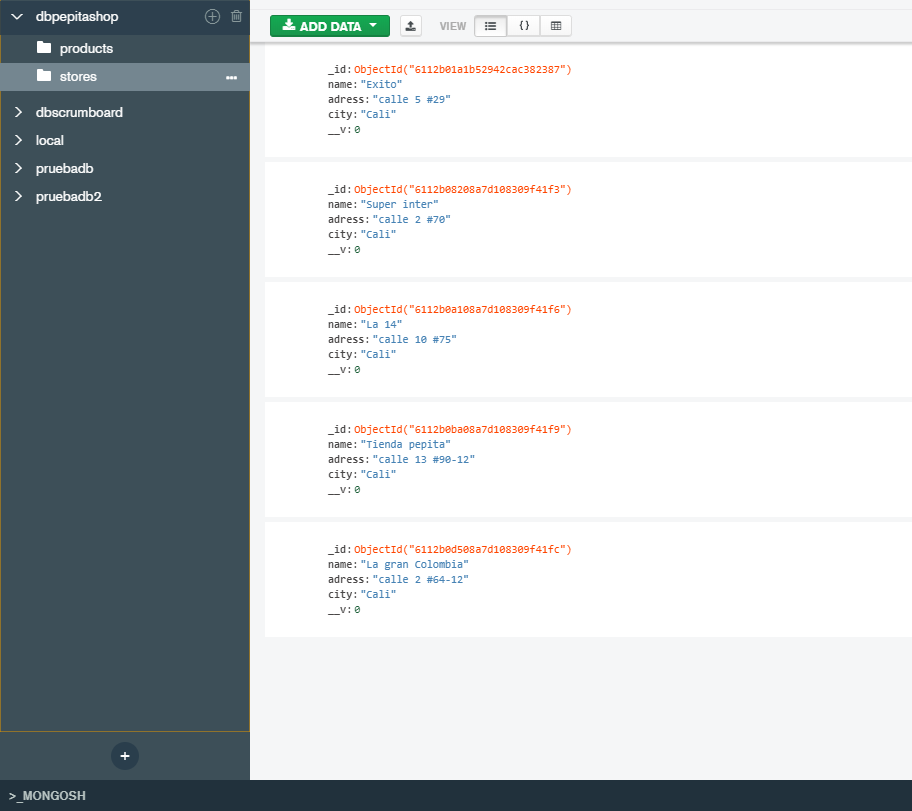 dbpepitashop
products
stores
dbscrumboard
local
pruebadb
pruebadb2
ADD DATA
VIEW
{}
_id:ObjectId("6112b01a1b52942cac382387")
name:"Exito"
adress:"calle 5 #29"
city:"Cali"
__v:0
_id:ObjectId("6112b08208a7d108309f41f3")
name:"Super inter"
adress:"calle 2 #70"
city:"Cali"
__v:0
_id:ObjectId("6112b0a108a7d108309f41f6")
name:"La 14"
adress:"calle 10 #75"
city:"Cali"
__v:0
_id:ObjectId("6112b0ba08a7d108309f41f9")
name:"Tienda pepita"
adress:"calle 13 #90-12"
city:"Cali"
__v:0
_id:ObjectId("6112b0d508a7d108309f41fc")
name:"La gran Colombia"
adress:"calle 2 #64-12"
city:"Cali"
__v:0
>_MONGOSH